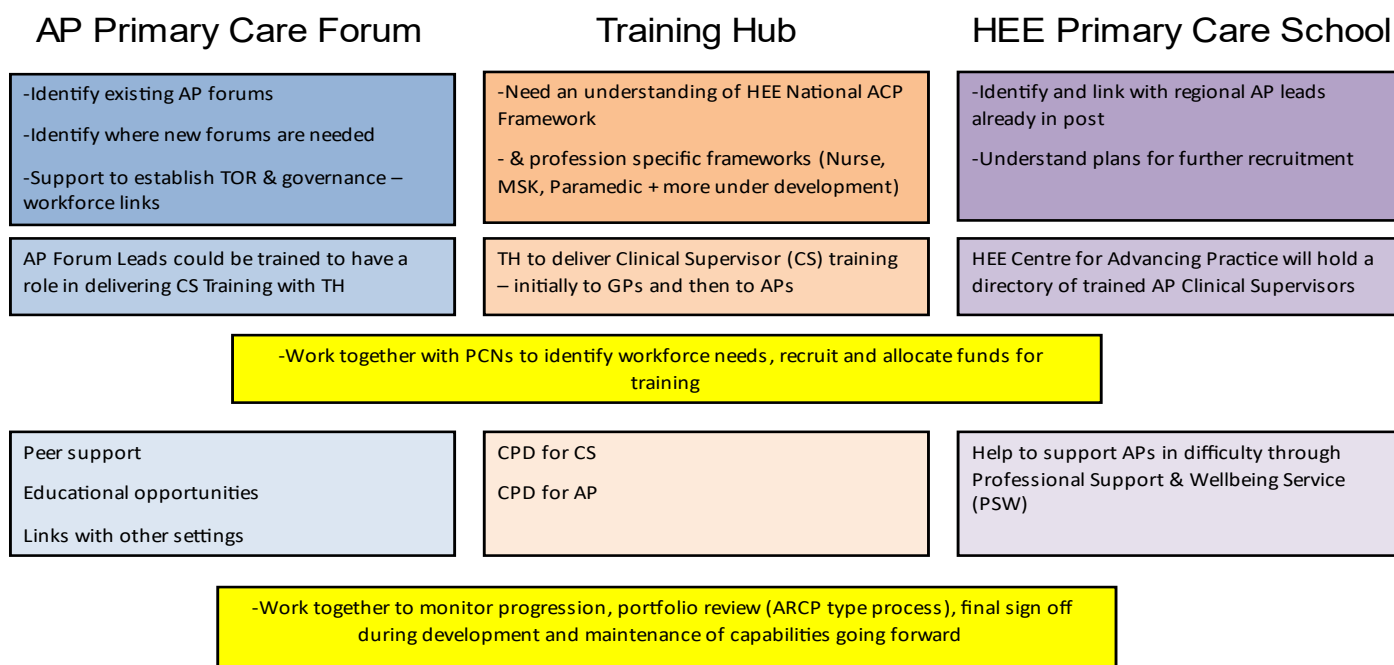 AP Primary Care Forum
Training Hub
HEE Primary Care School
-Identify existing AP forums
-Identify where new forums are needed
-Support to establish TOR & governance –
workforce links
-Need an understanding of HEE National ACP
Framework
- & profession specific frameworks (Nurse,
MSK, Paramedic + more under development)
-Identify and link with regional AP leads
already in post
-Understand plans for further recruitment
AP Forum Leads could be trained to have a
role in delivering CS Training with TH
TH to deliver Clinical Supervisor (CS) training
– initially to GPs and then to APs
HEE Centre for Advancing Practice will hold a
directory of trained AP Clinical Supervisors
-Work together with PCNs to identify workforce needs, recruit and allocate funds for
training
Peer support
Educational opportunities
Links with other settings
CPD for CS
CPD for AP
Help to support APs in difficulty through
Professional Support & Wellbeing Service
(PSW)
-Work together to monitor progression, portfolio review (ARCP type process), final sign off
during development and maintenance of capabilities going forward